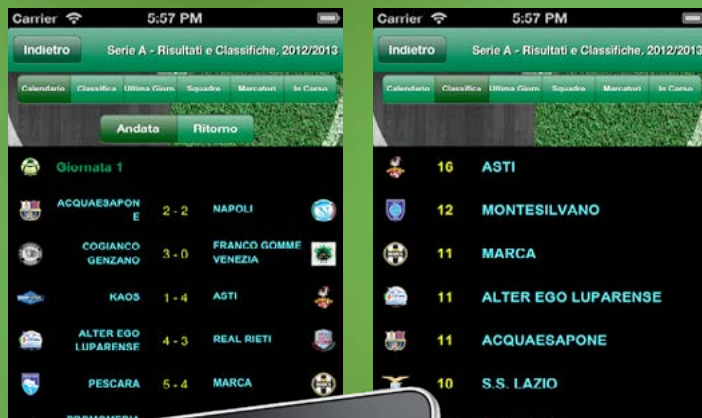 Carrier 5:57 PM
Indietro Serie A - Risultati e Classifiche, 2012/2013
Calendario Classifica Ultima Giorn Squadre Marcatori In Corso
Andata Ritorno
Giornata 1
ACQUAESAPON
E 2 - 2 NAPOLI
COGIANCO
GENZANO 3 - 0 FRANCO GOMME
VENEZIA
KAOS 1 - 4 ASTI
ALTER EGO
LUPARENSE 4 - 3 REAL RIETI
PESCARA 5 - 4 MARCA
Carrier 5:57 PM
Indietro Serie A - Risultati e Classifiche, 2012/2013
Calendario Classifica Ultima Giorn Squadre Marcatori In Corso
16 ASTI
12 MONTESILVANO
11 MARCA
11 ALTER EGO LUPARENSE
11 ACQUAESAPONE
10 S.S. LAZIO